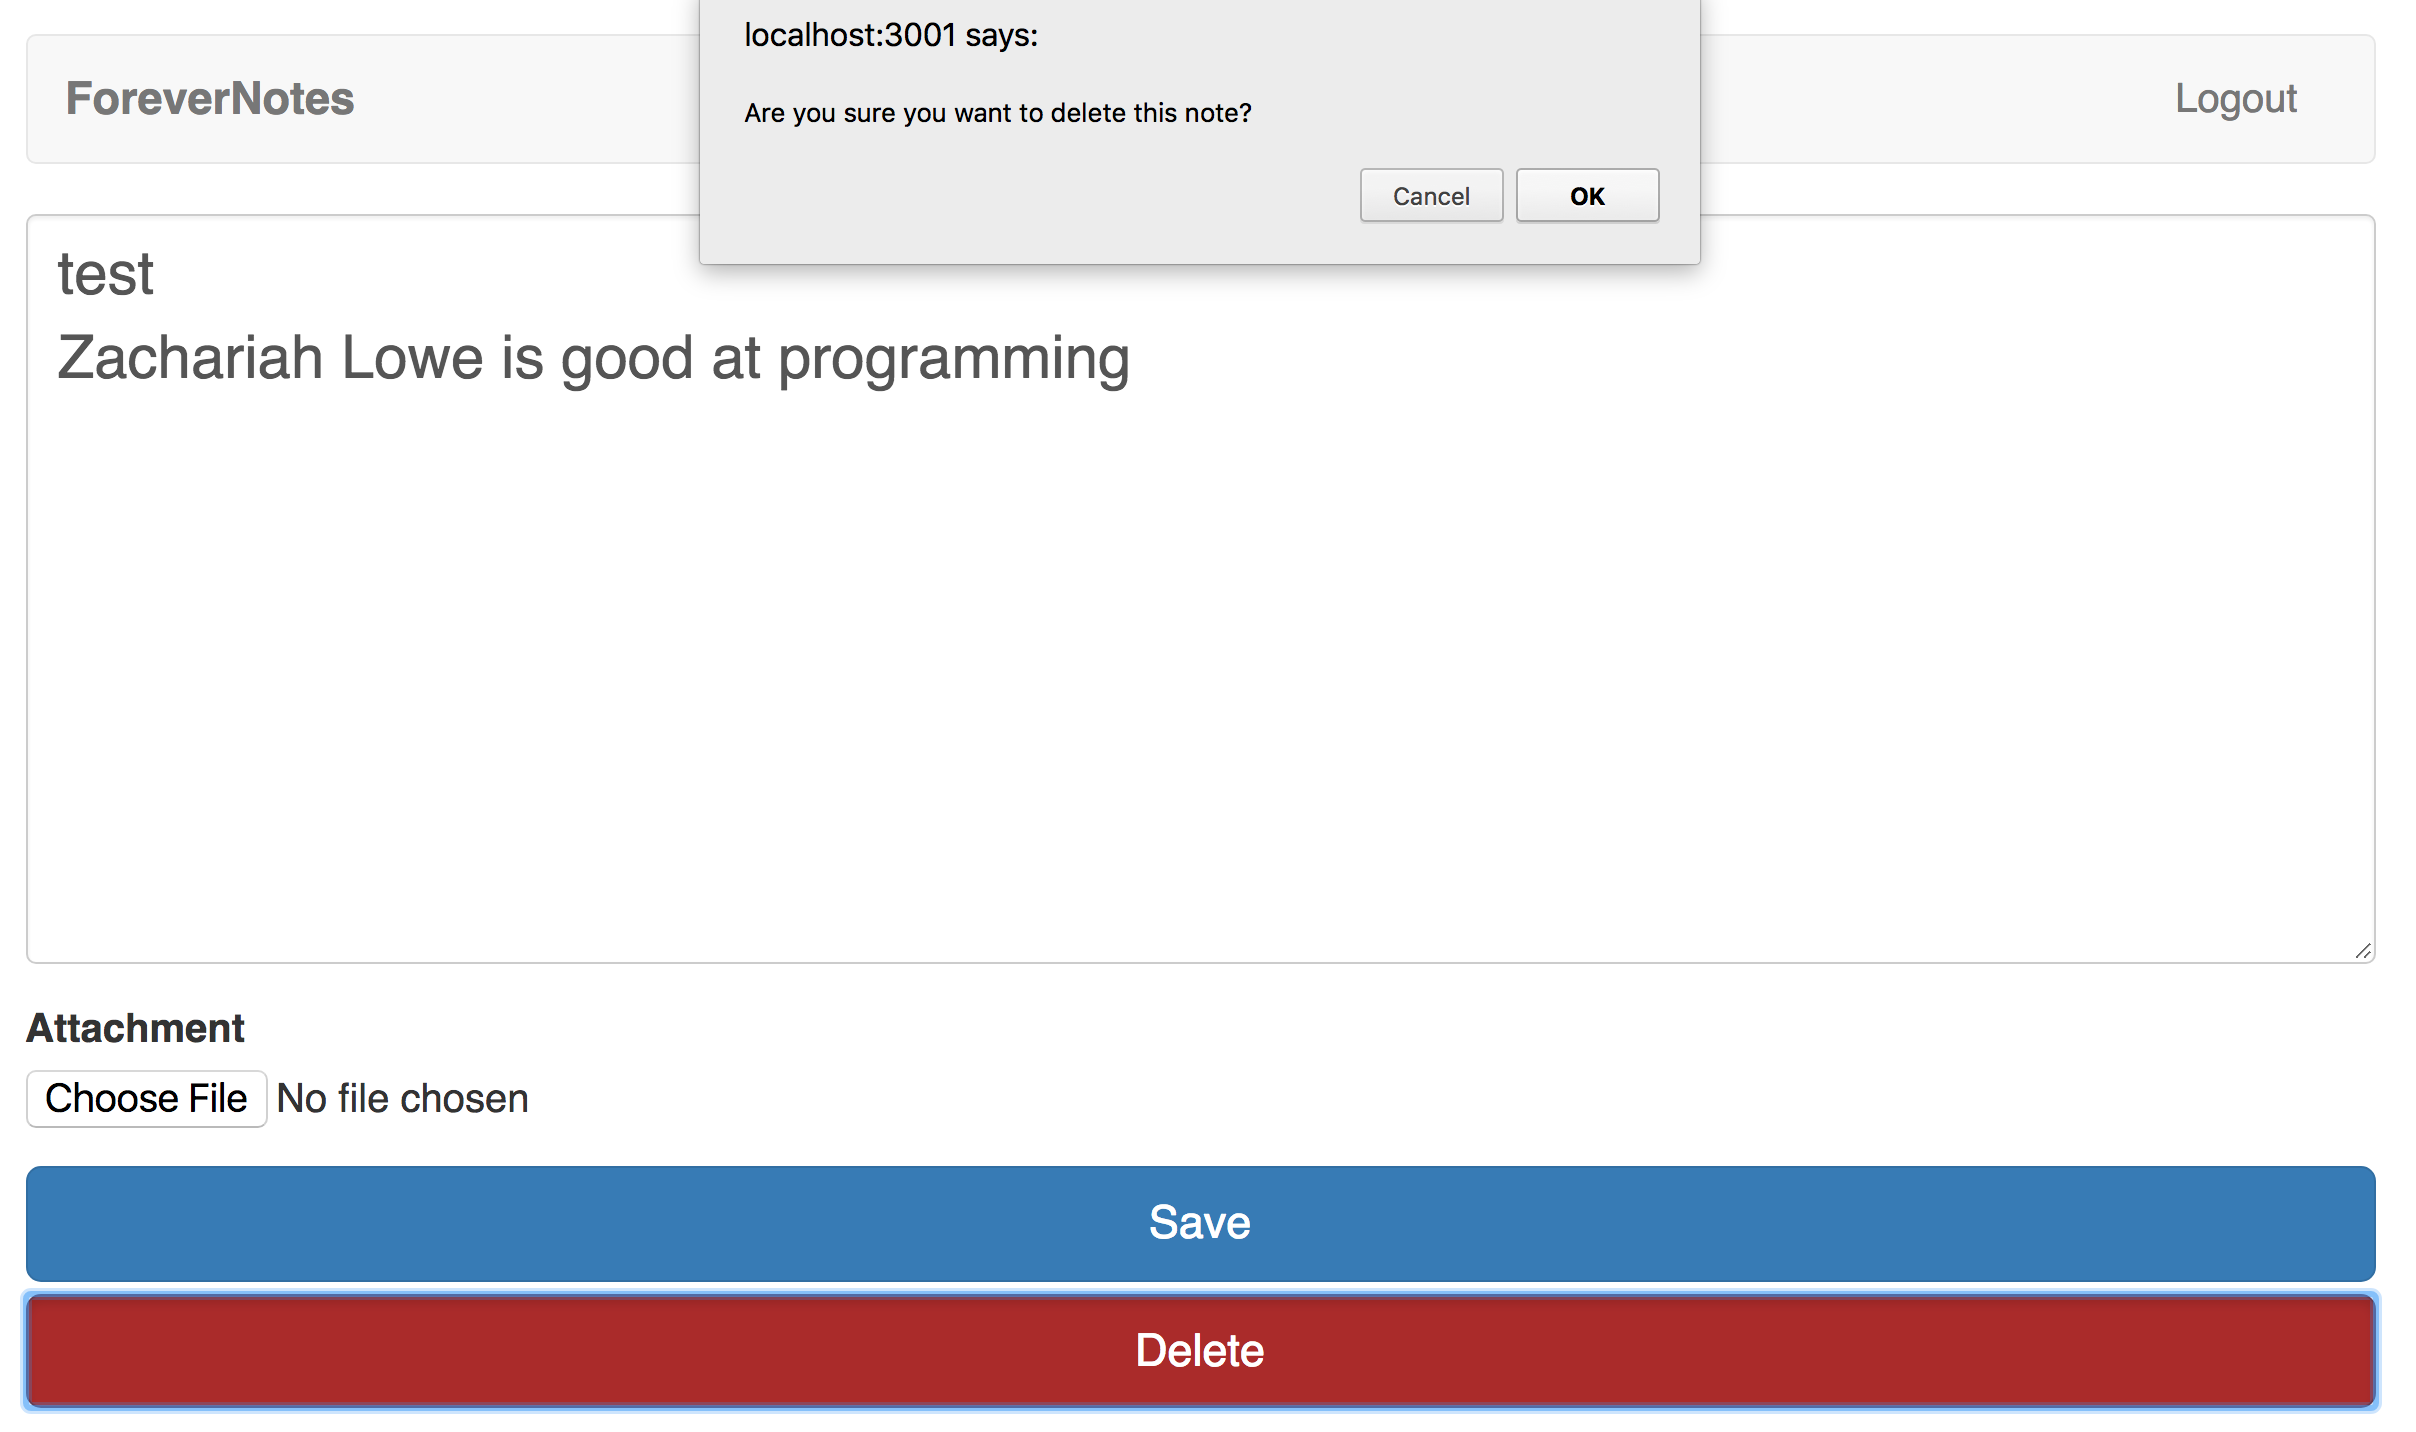 localhost:3001 says:
Are you sure you want to delete this note?
Cancel OK
ForeverNotes Logout
test
Zachariah Lowe is good at programming
Attachment
Choose File No file chosen
Save
Delete